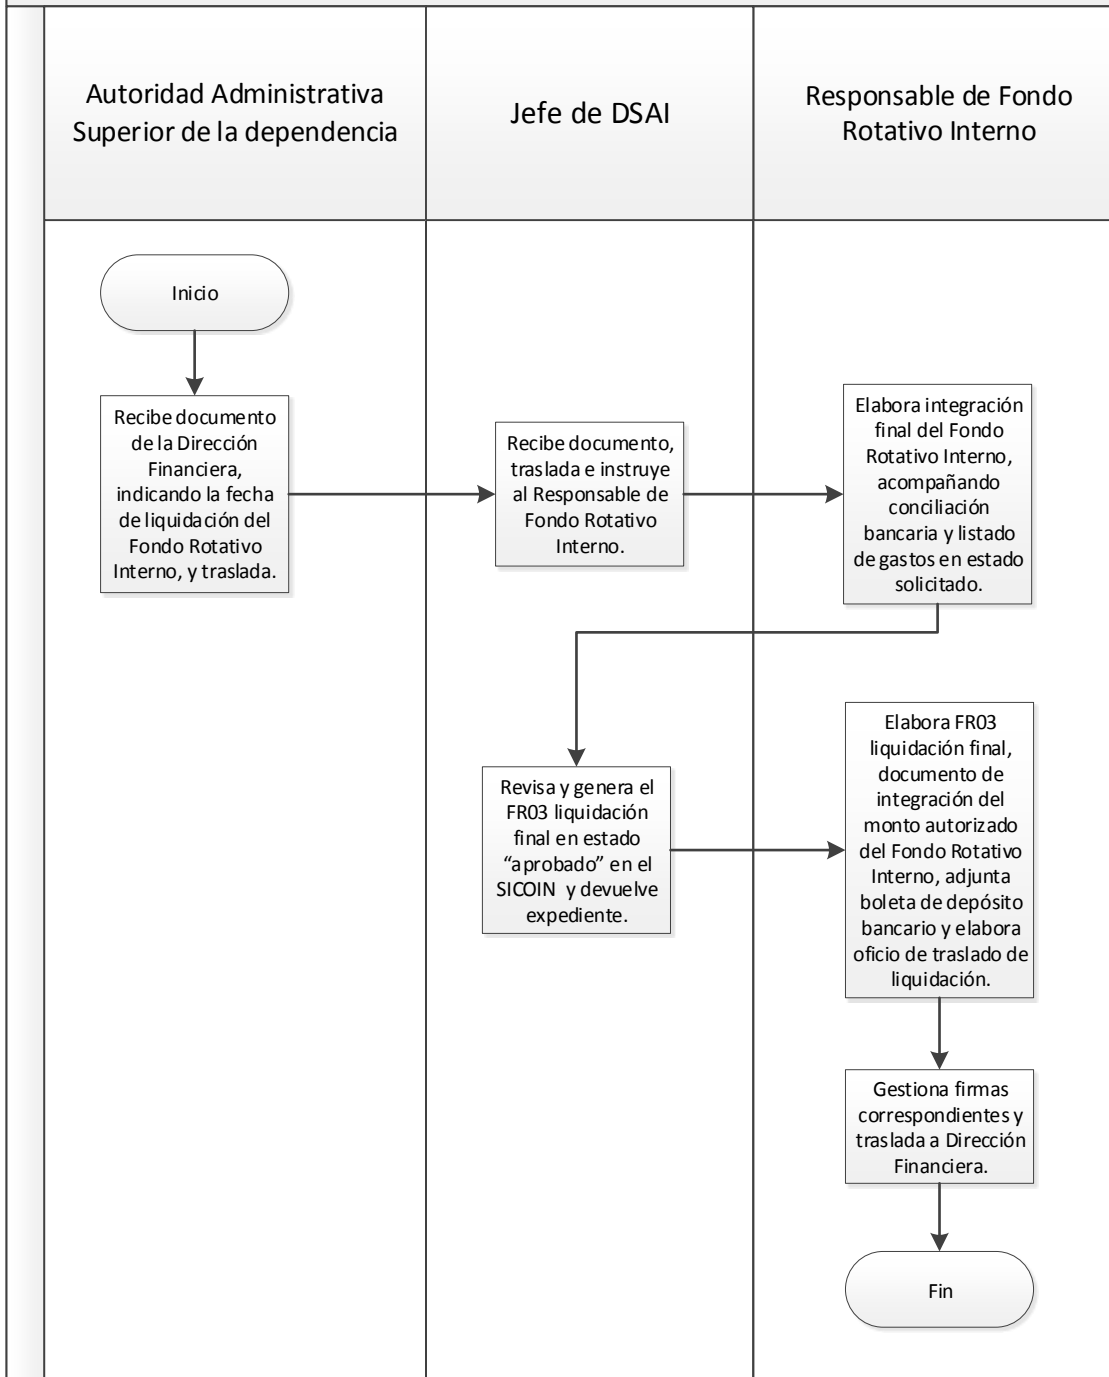 Autoridad Administrativa
Superior de la dependencia
Jefe de DSAI
Responsable de Fondo
Rotativo Interno
Inicio
Recibe documento
de la Dirección
Financiera,
indicando la fecha
de liquidación del
Fondo Rotativo
Interno, y traslada.
Recibe documento,
traslada e instruye
al Responsable de
Fondo Rotativo
Interno.
Elabora integración
final del Fondo
Rotativo Interno,
acompañando
conciliación
bancaria y listado
de gastos en estado
solicitado.
Revisa y genera el
FR03 liquidación
final en estado
“aprobado” en el
SICOIN y devuelve
expediente.
Elabora FR03
liquidación final,
documento de
integración del
monto autorizado
del Fondo Rotativo
Interno, adjunta
boleta de depósito
bancario y elabora
oficio de traslado de
liquidación.
Gestiona firmas
correspondientes y
traslada a Dirección
Financiera.
Fin